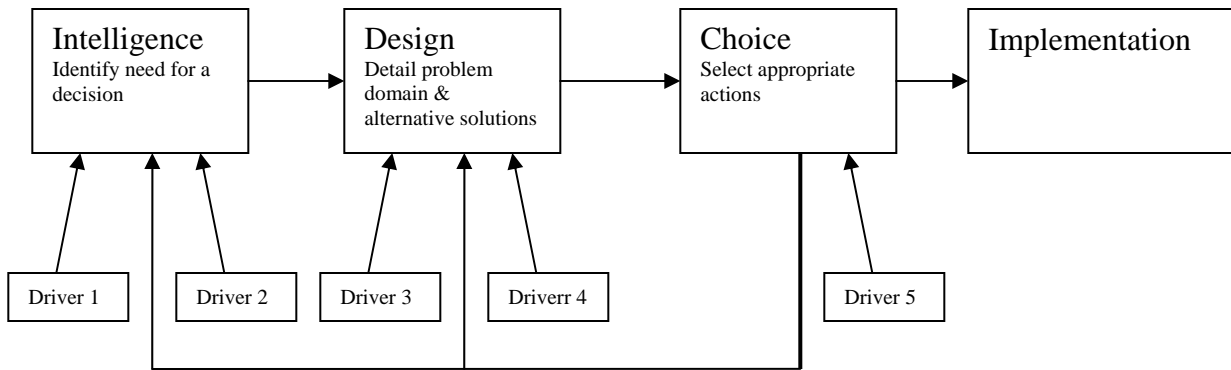 Intelligence
Identify need for a
decision
Design
Detail problem
domain &
alternative solutions
Choice
Select appropriate
actions
Implementation
Driver 1
Driver 2
Driver 3
Driverr 4
Driver 5